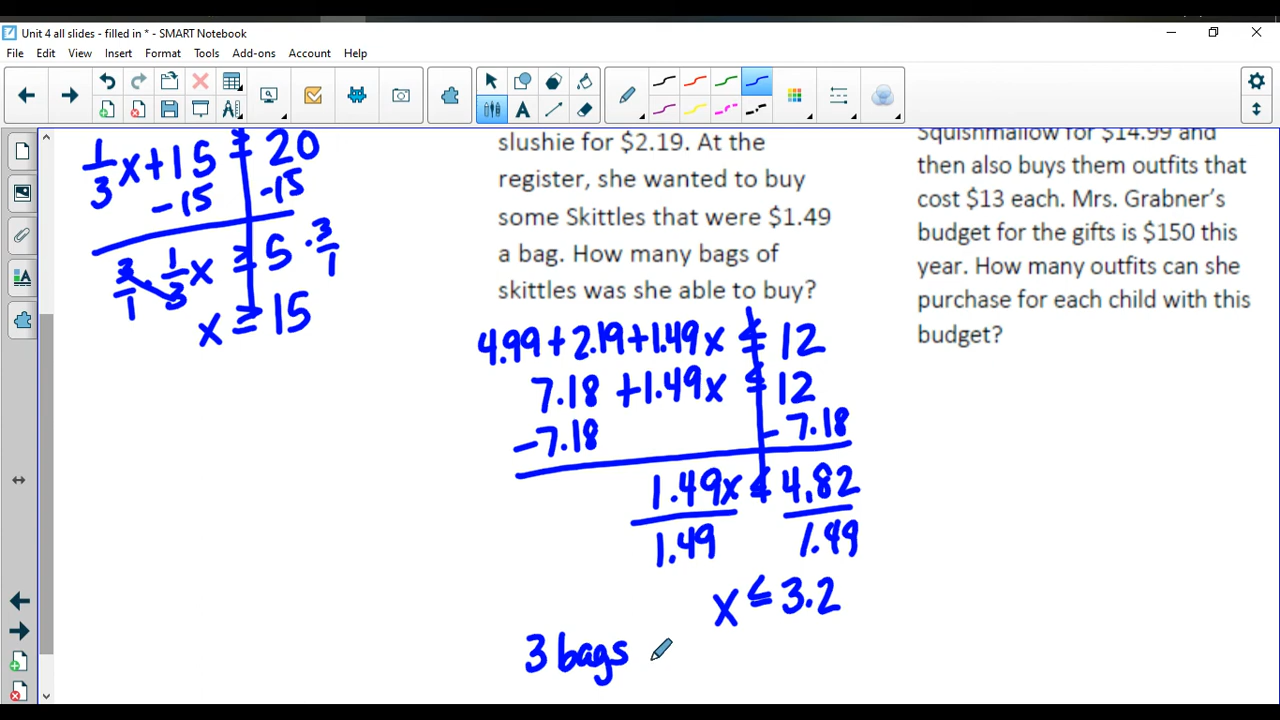 Unit 4 all slides - filled in * - SMART Notebook
File Edit View Insert Format Tools Add-ons Account Help
1/3 x + 15 ≥ 20
-15 -15
3/1 · 1/3 x ≥ 5 · 3/1
x ≥ 15
slushie for $2.19. At the
register, she wanted to buy
some Skittles that were $1.49
a bag. How many bags of
skittles was she able to buy?
4.99 + 2.19 + 1.49x ≤ 12
7.18 + 1.49x ≤ 12
-7.18 - 7.18
1.49x ≤ 4.82
1.49 1.49
x ≤ 3.2
3 bags
Squishmallow for $14.99 and
then also buys them outfits that
cost $13 each. Mrs. Grabner's
budget for the gifts is $150 this
year. How many outfits can she
purchase for each child with this
budget?